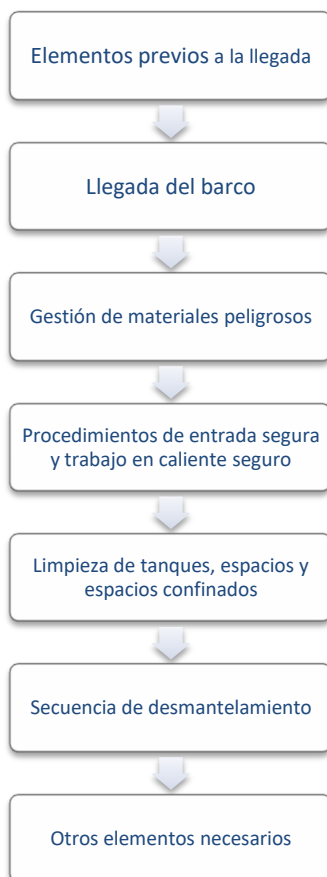 Elementos previos a la llegada
Llegada del barco
Gestión de materiales peligrosos
Procedimientos de entrada segura
y trabajo en caliente seguro
Limpieza de tanques, espacios y
espacios confinados
Secuencia de desmantelamiento
Otros elementos necesarios